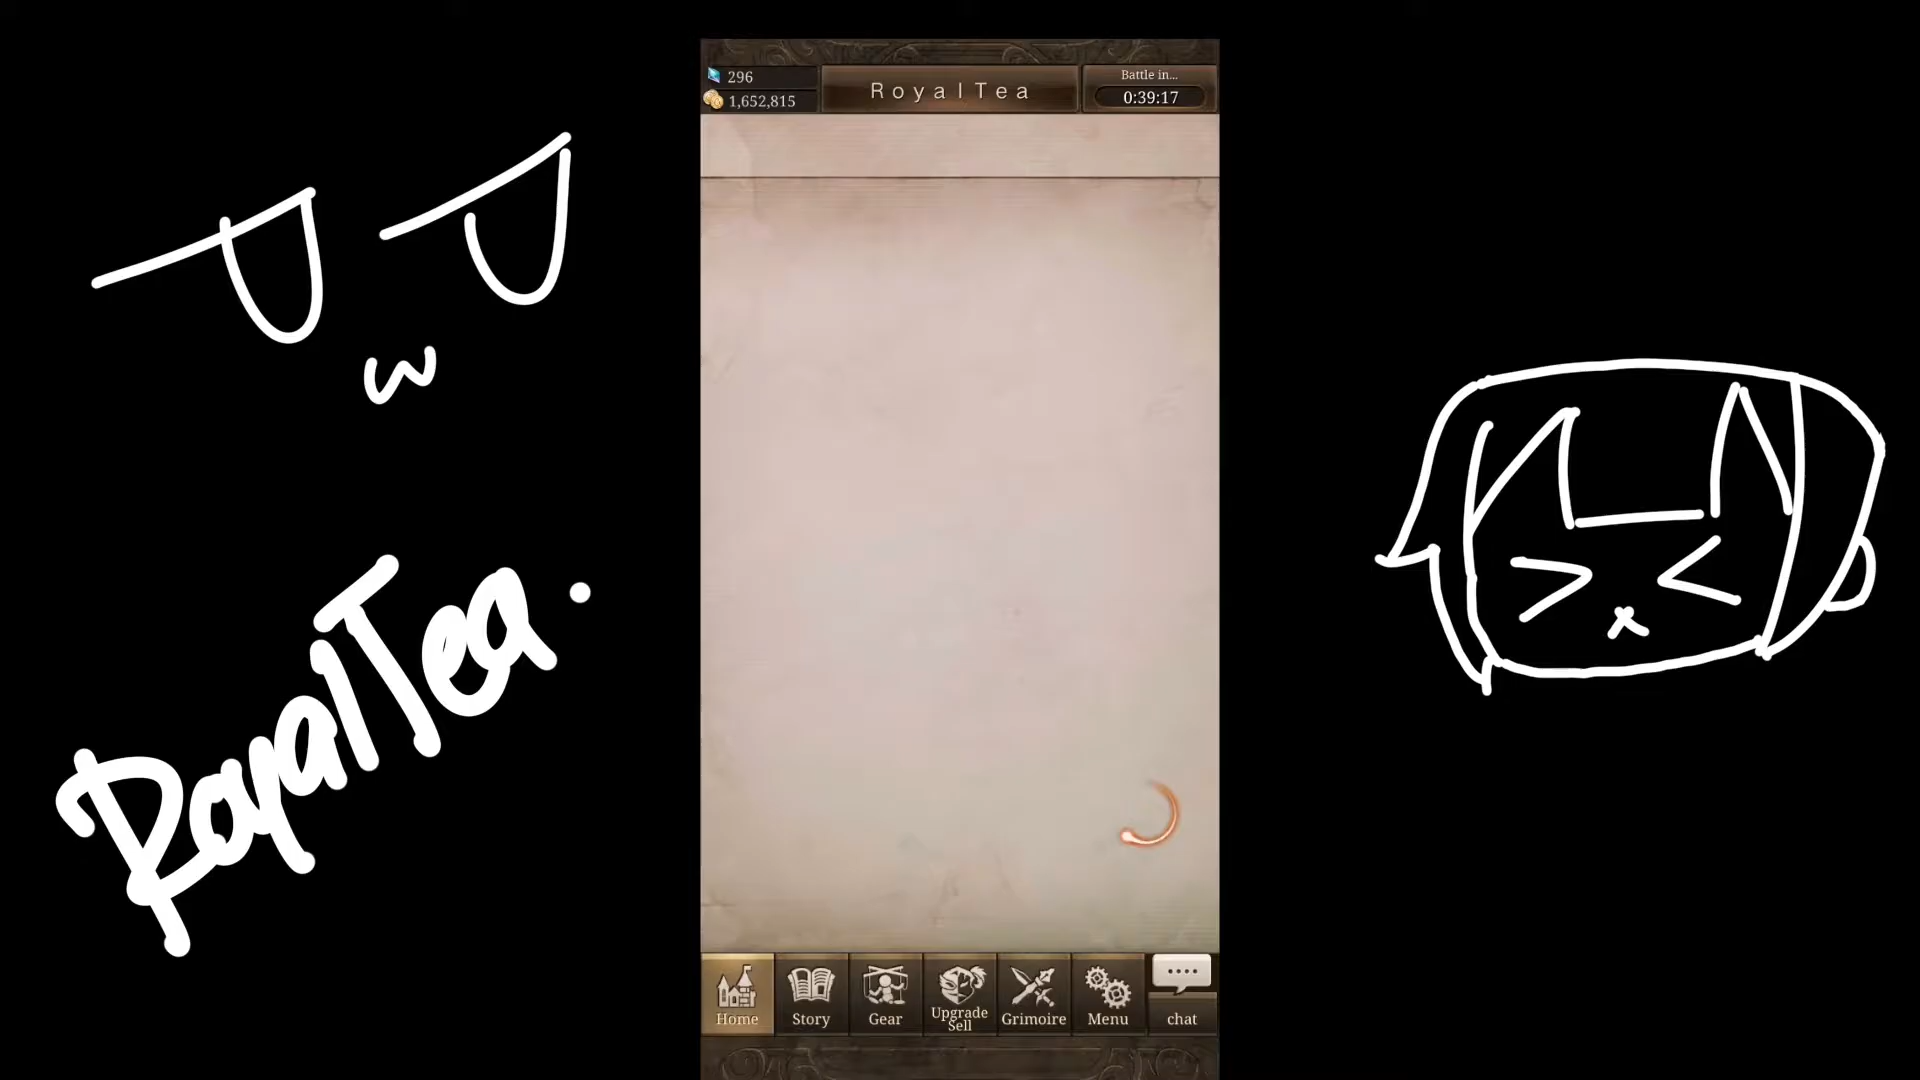 296
1,652,815
RoyalTea
Battle in...
0:39:17
w
RoyalTea.
> x <
Home
Story
Gear
Upgrade
Sell
Grimoire
Menu
chat